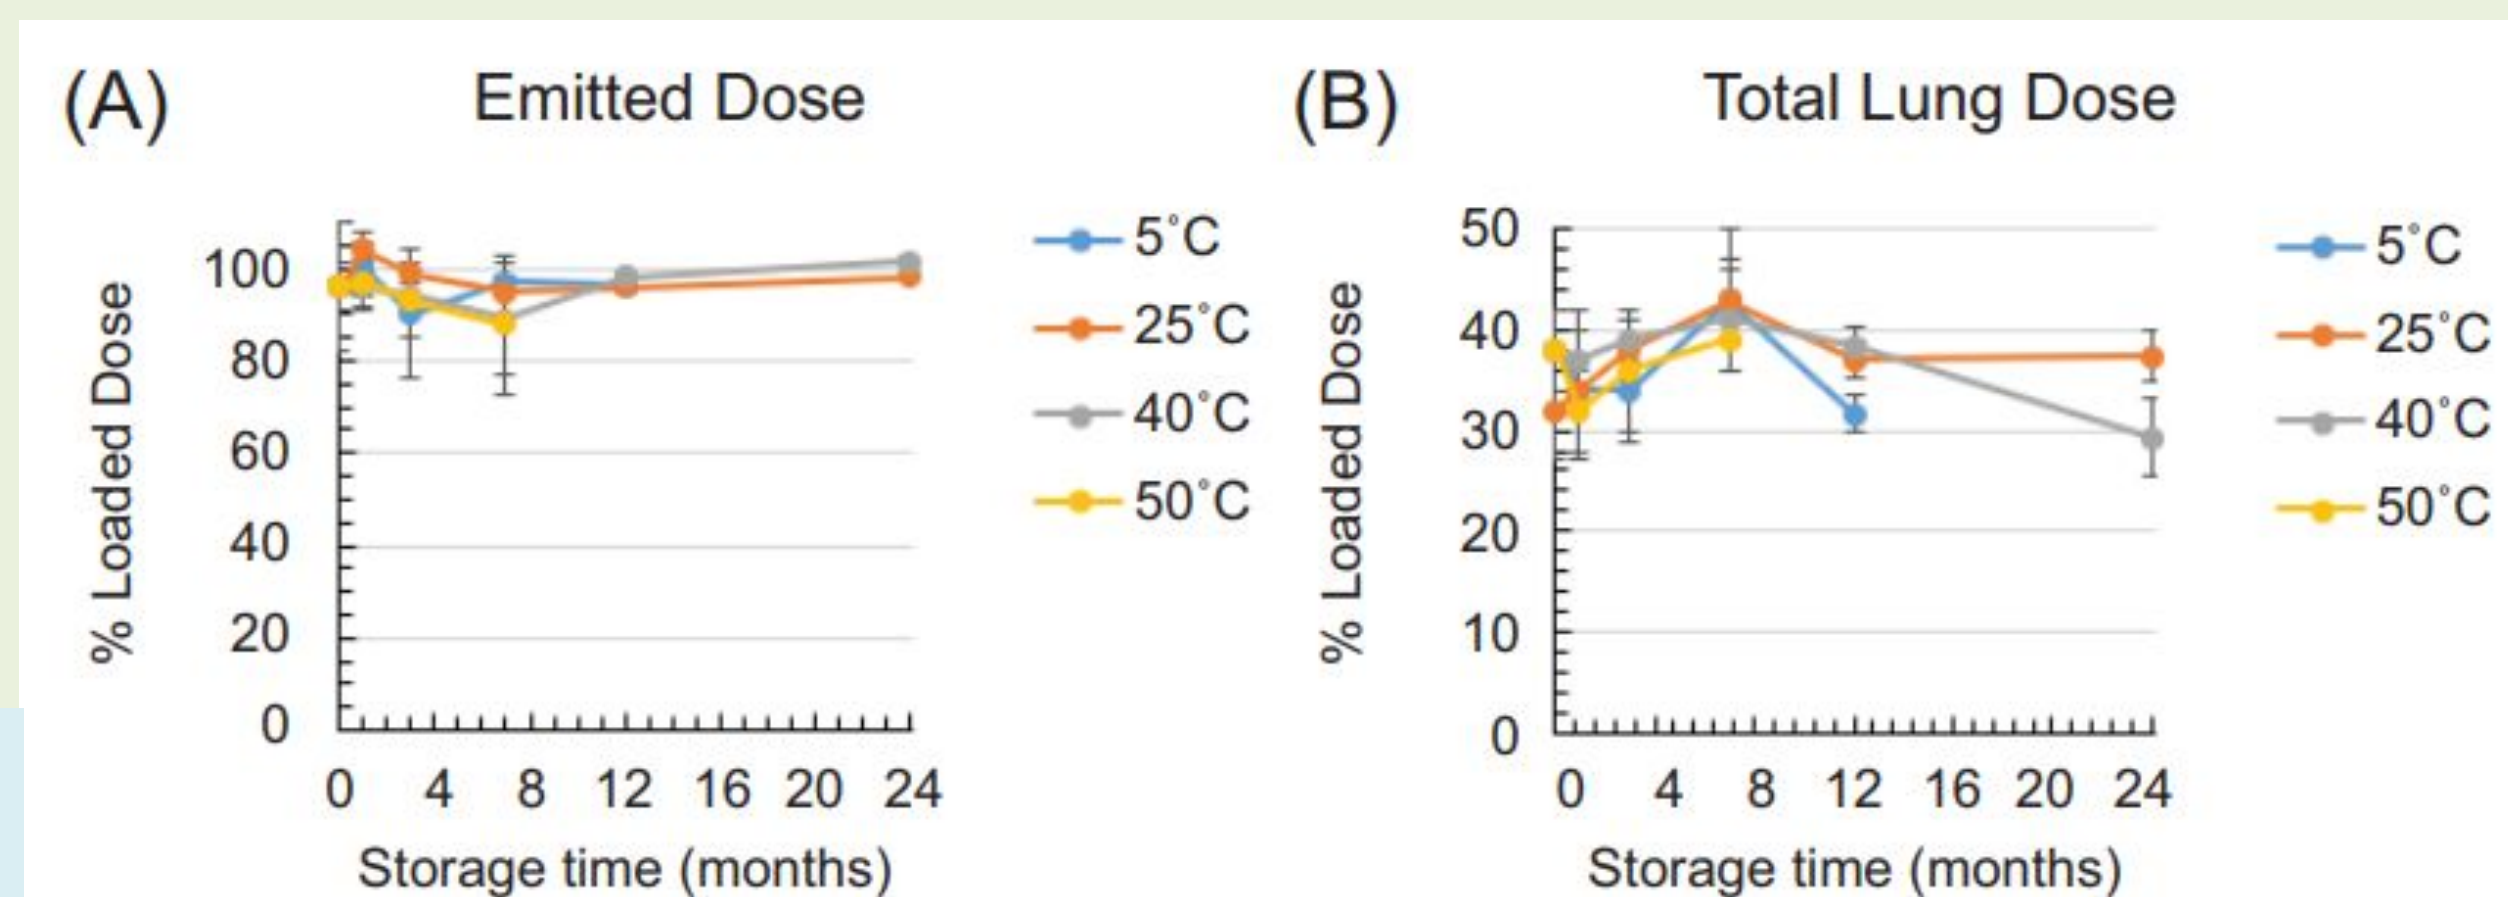 (A) Emitted Dose
% Loaded Dose
100
80
60
40
20
0
0 4 8 12 16 20 24
Storage time (months)
5°C
25°C
40°C
50°C
(B) Total Lung Dose
% Loaded Dose
50
40
30
20
10
0
0 4 8 12 16 20 24
Storage time (months)
5°C
25°C
40°C
50°C